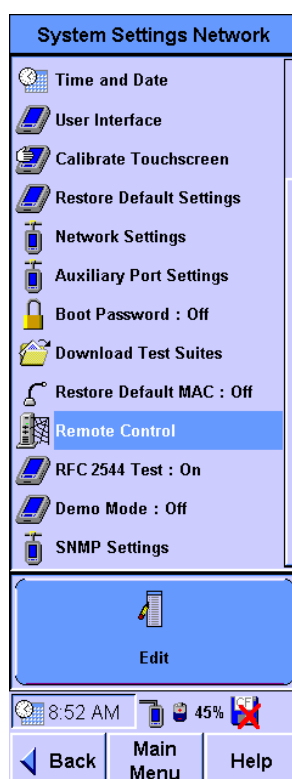 System Settings Network
Time and Date
User Interface
Calibrate Touchscreen
Restore Default Settings
Network Settings
Auxiliary Port Settings
Boot Password : Off
Download Test Suites
Restore Default MAC : Off
Remote Control
RFC 2544 Test : On
Demo Mode : Off
SNMP Settings
Edit
8:52 AM 45% CF
Back Main Menu Help